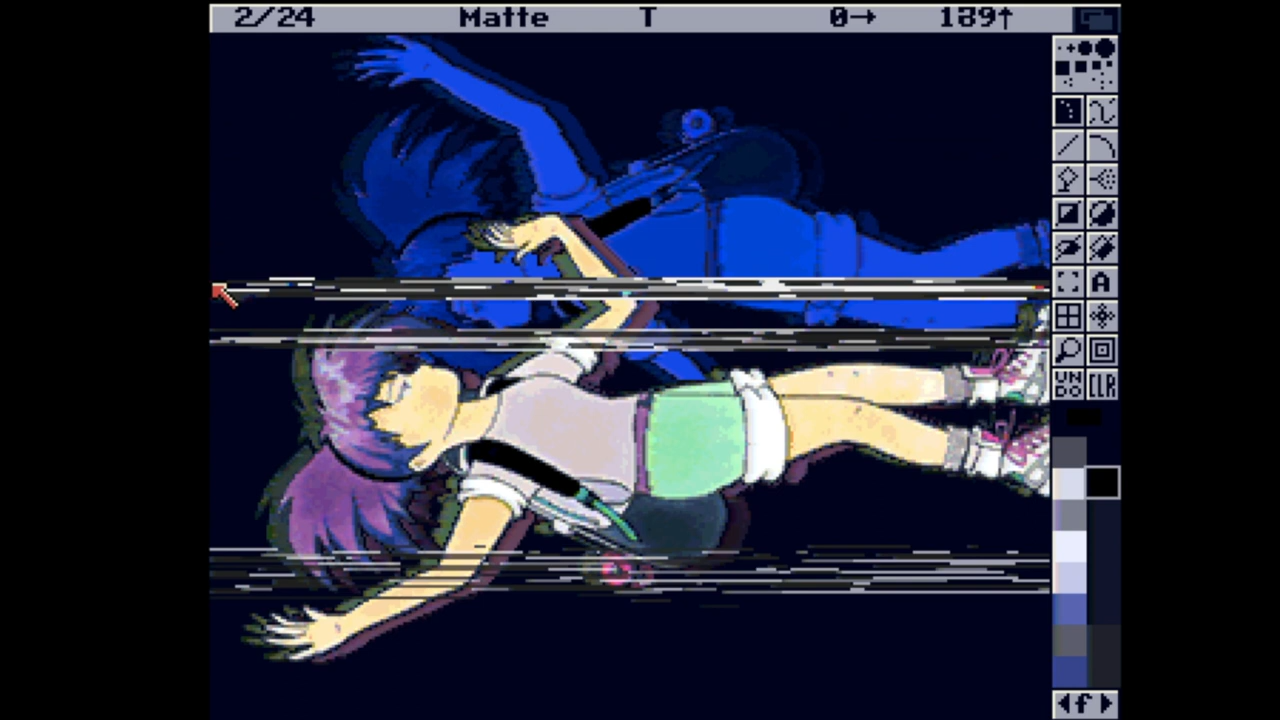 2/24 Matte T 0→ 189↑
A
UN
DO CLR
f